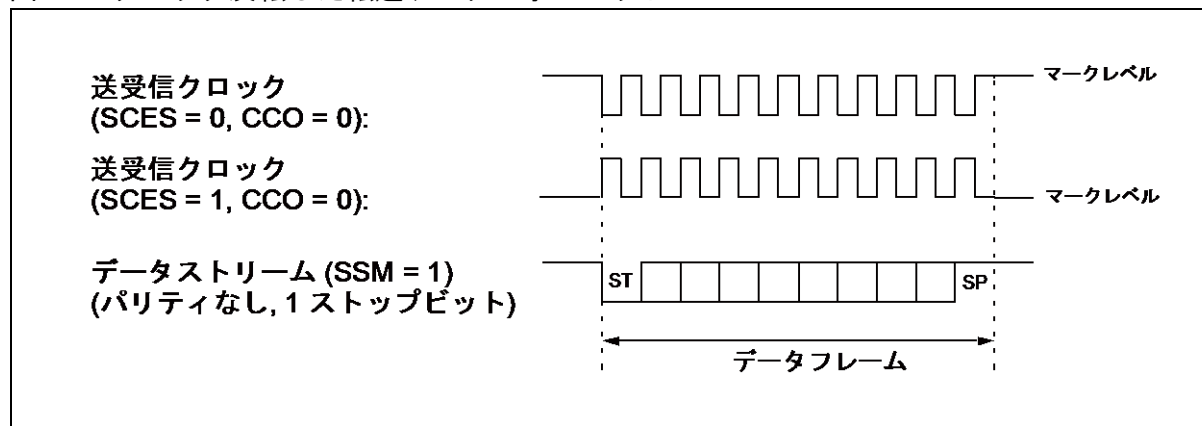 送受信クロック
(SCES = 0, CCO = 0):
マークレベル
送受信クロック
(SCES = 1, CCO = 0):
マークレベル
データストリーム (SSM = 1)
(パリティなし, 1 ストップビット)
ST
SP
データフレーム